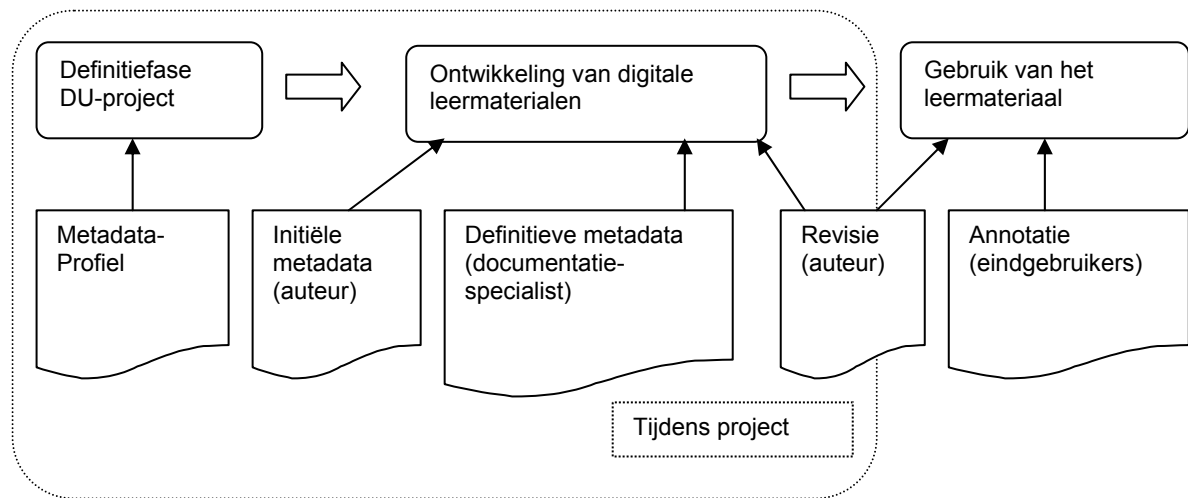 Definitiefase
DU-project
Ontwikkeling van digitale
leermaterialen
Gebruik van het
leermateriaal
Metadata-
Profiel
Initiële
metadata
(auteur)
Definitieve metadata
(documentatie-
specialist)
Revisie
(auteur)
Annotatie
(eindgebruikers)
Tijdens project